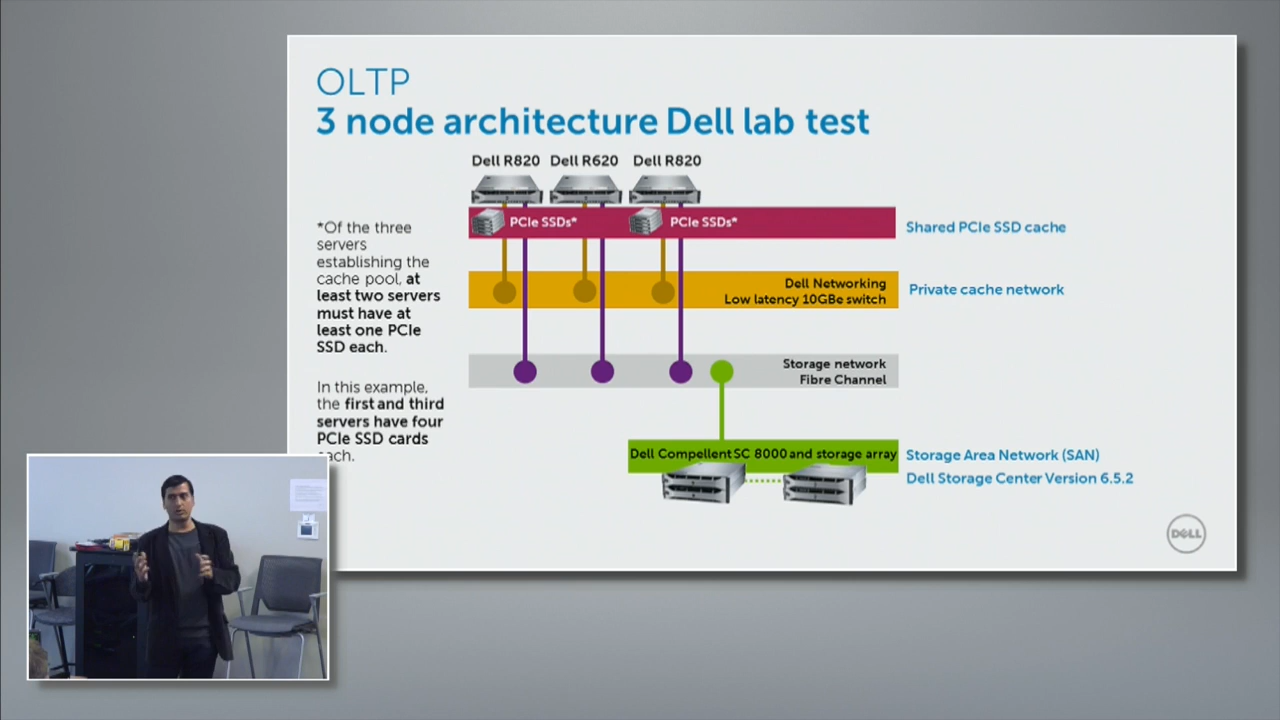 OLTP
3 node architecture Dell lab test
Dell R820 Dell R620 Dell R820
*Of the three
servers
establishing the
cache pool, at
least two servers
must have at
least one PCIe
SSD each.
In this example,
the first and third
servers have four
PCIe SSD cards
each.
PCIe SSDs*
PCIe SSDs*
Shared PCIe SSD cache
Dell Networking
Low latency 10GBe switch
Private cache network
Storage network
Fibre Channel
Dell Compellent SC 8000 and storage array
Storage Area Network (SAN)
Dell Storage Center Version 6.5.2
DELL